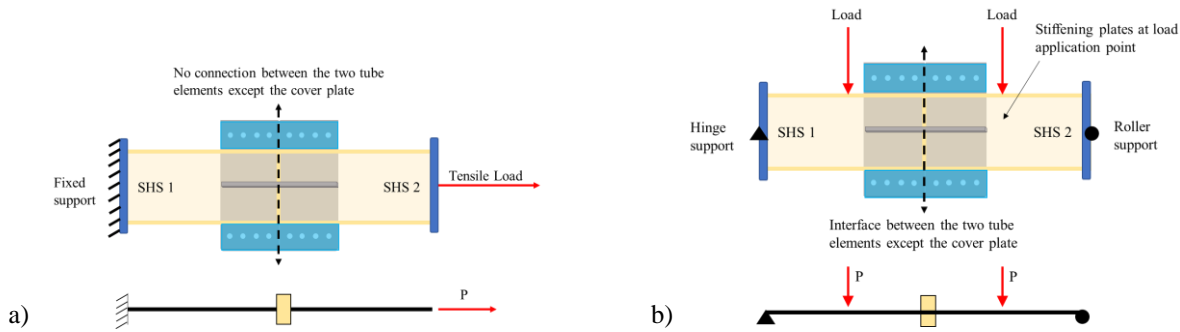 No connection between the two tube
elements except the cover plate
Fixed
support
SHS 1
SHS 2
Tensile Load
P
a)
Load
Load
Stiffening plates at load
application point
Hinge
support
SHS 1
SHS 2
Roller
support
Interface between the two tube
elements except the cover plate
P
P
b)